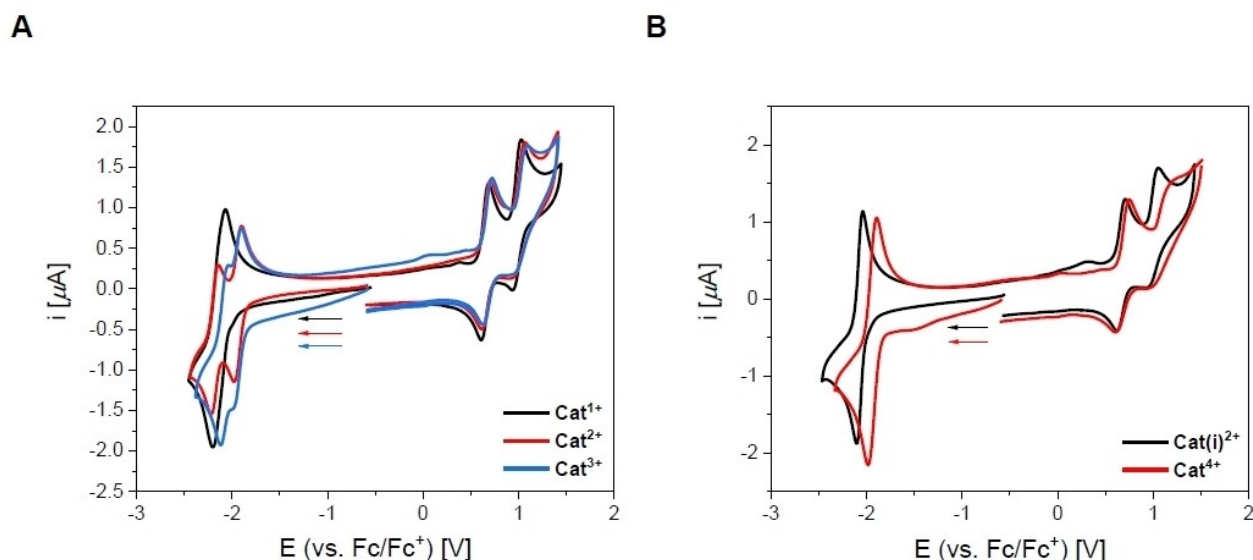 A
B
i [µA]
2.0
1.5
1.0
0.5
0.0
-0.5
-1.0
-1.5
-2.0
-2.5
-3 -2 -1 0 1 2
E (vs. Fc/Fc⁺) [V]
Cat¹⁺
Cat²⁺
Cat³⁺
i [µA]
2
1
0
-1
-2
-3 -2 -1 0 1 2
E (vs. Fc/Fc⁺) [V]
Cat(i)²⁺
Cat⁴⁺